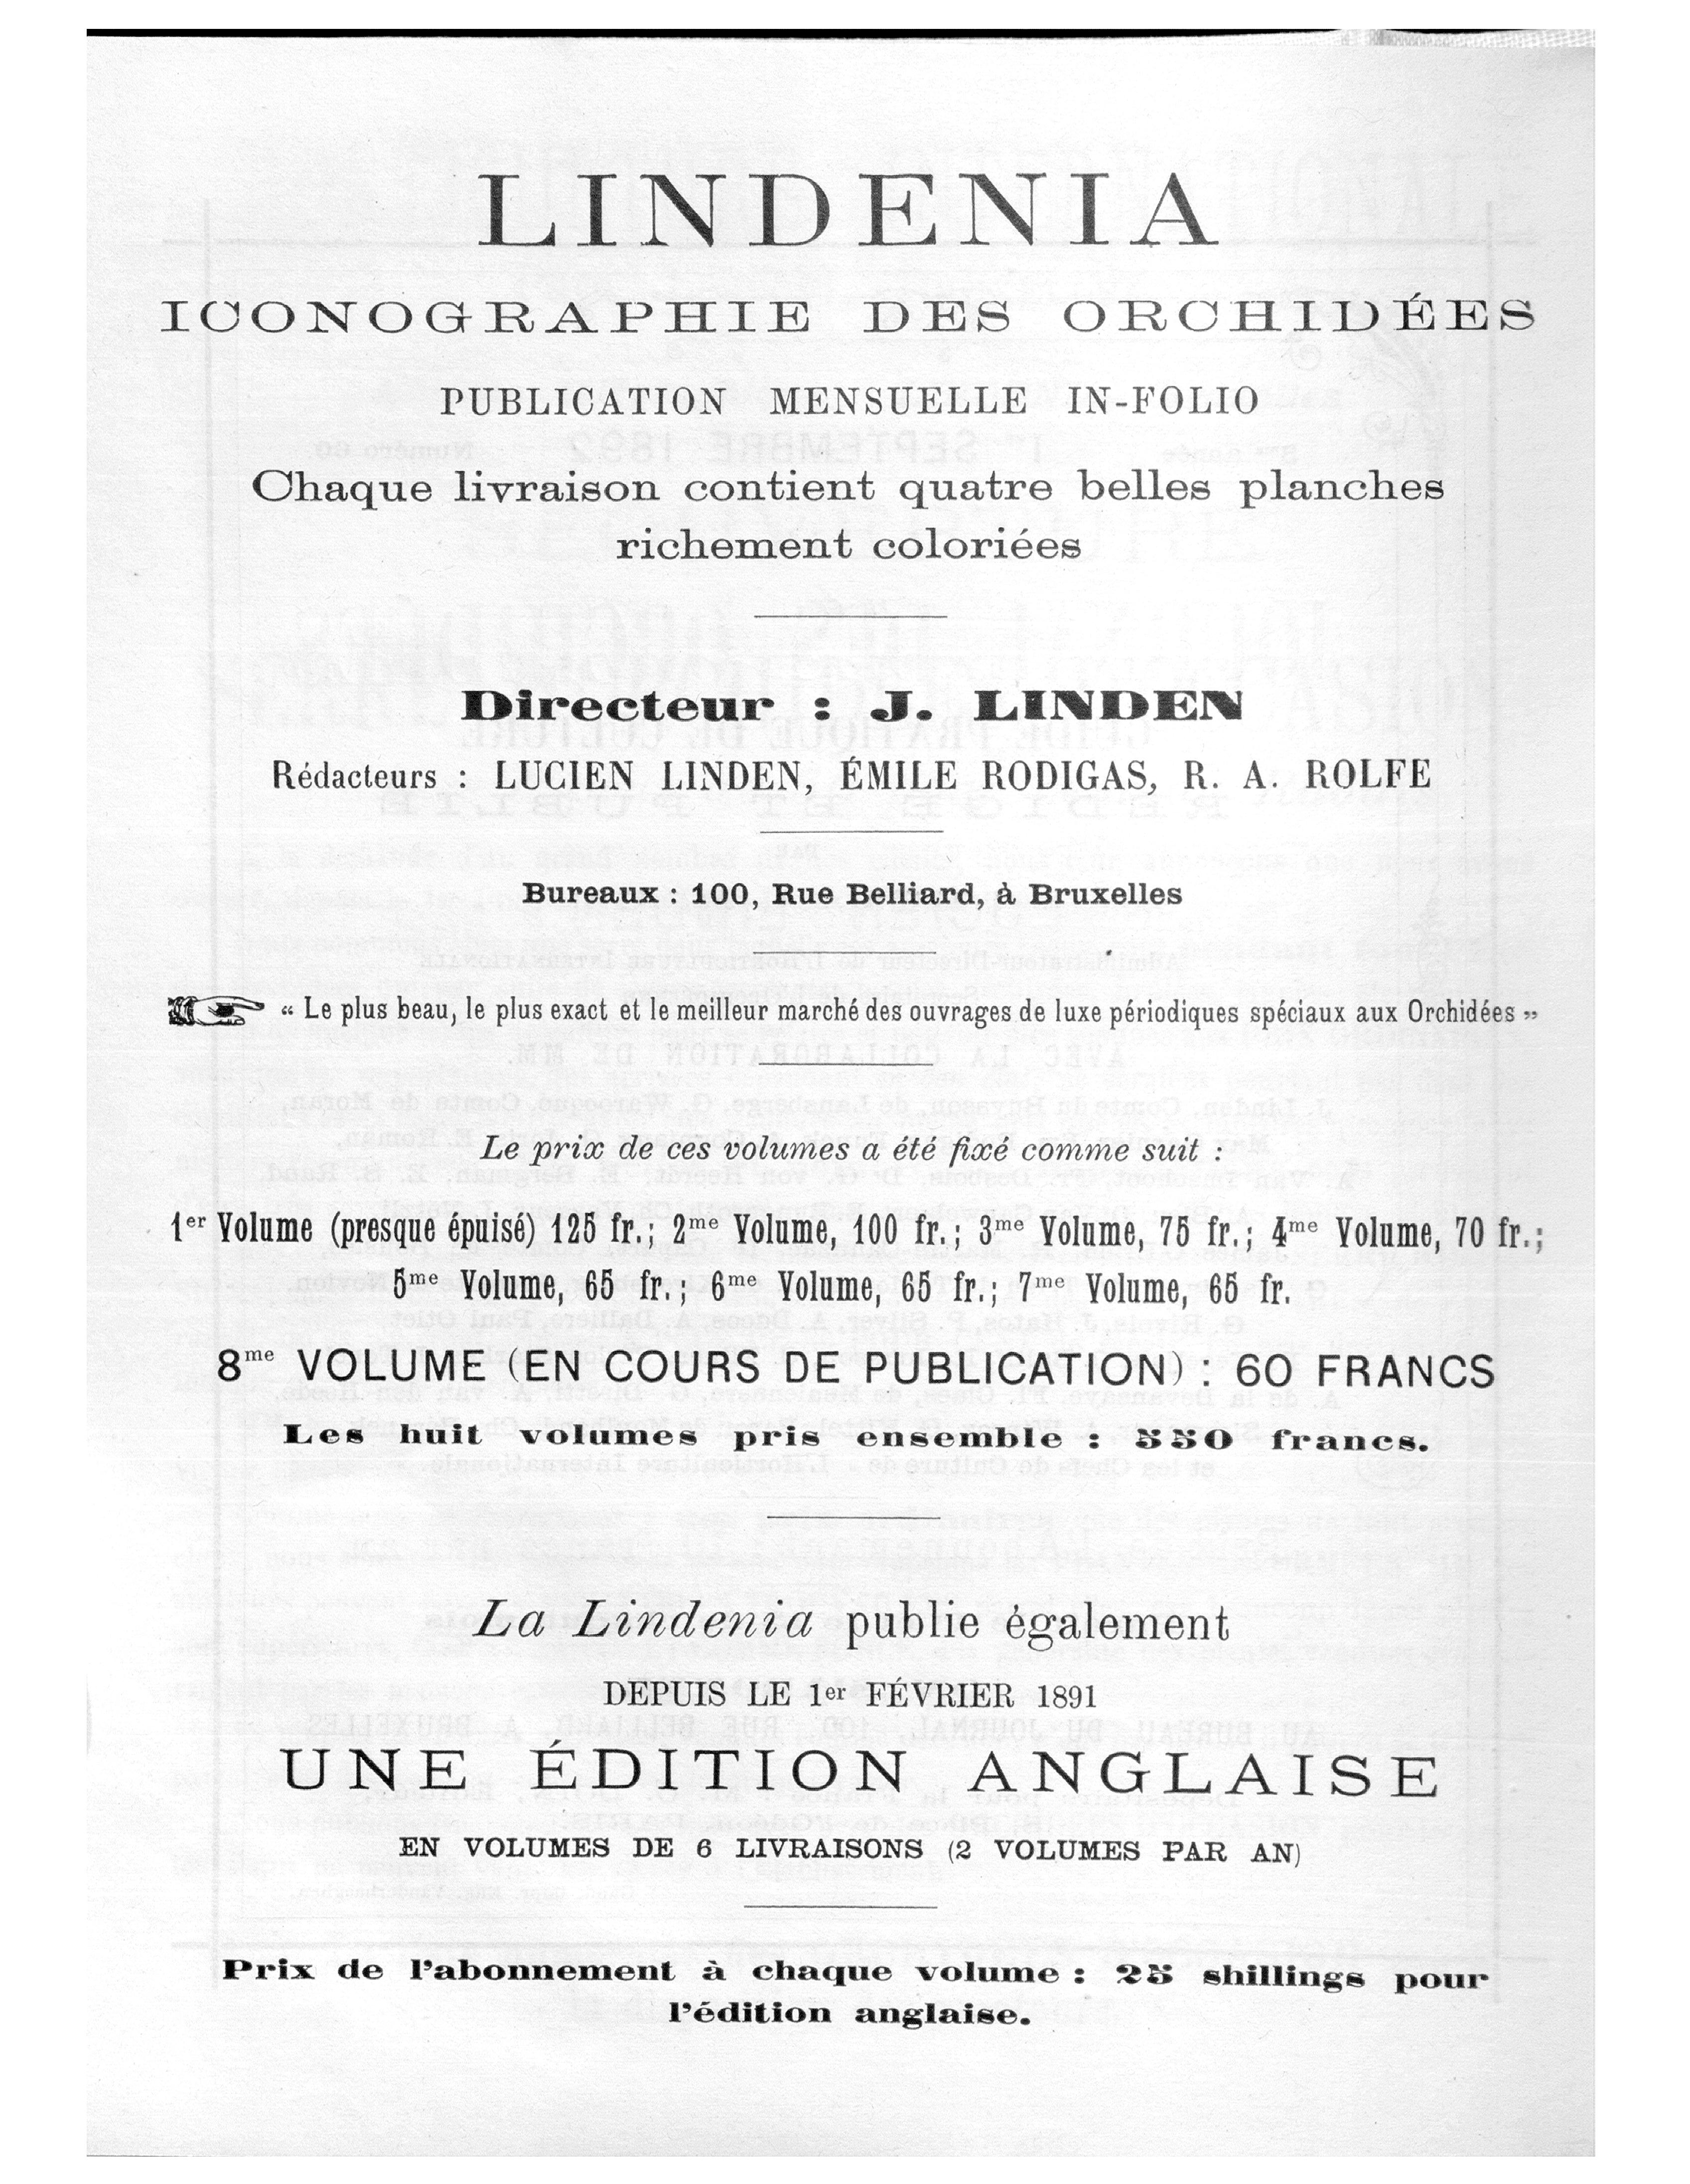 LINDENIA
ICONOGRAPHIE DES ORCHIDÉES
PUBLICATION MENSUELLE IN-FOLIO
Chaque livraison contient quatre belles planches
richement coloriées
Directeur : J. LINDEN
Rédacteurs : LUCIEN LINDEN, ÉMILE RODIGAS, R. A. ROLFE
Bureaux : 100, Rue Belliard, à Bruxelles
“ Le plus beau, le plus exact et le meilleur marché des ouvrages de luxe périodiques spéciaux aux Orchidées ”
Le prix de ces volumes a été fixé comme suit :
1er Volume (presque épuisé) 125 fr.; 2me Volume, 100 fr.; 3me Volume, 75 fr.; 4me Volume, 70 fr.;
5me Volume, 65 fr.; 6me Volume, 65 fr.; 7me Volume, 65 fr.
8me VOLUME (EN COURS DE PUBLICATION) : 60 FRANCS
Les huit volumes pris ensemble : 550 francs.
La Lindenia publie également
DEPUIS LE 1er FÉVRIER 1891
UNE ÉDITION ANGLAISE
EN VOLUMES DE 6 LIVRAISONS (2 VOLUMES PAR AN)
Prix de l’abonnement à chaque volume : 25 shillings pour
l’édition anglaise.